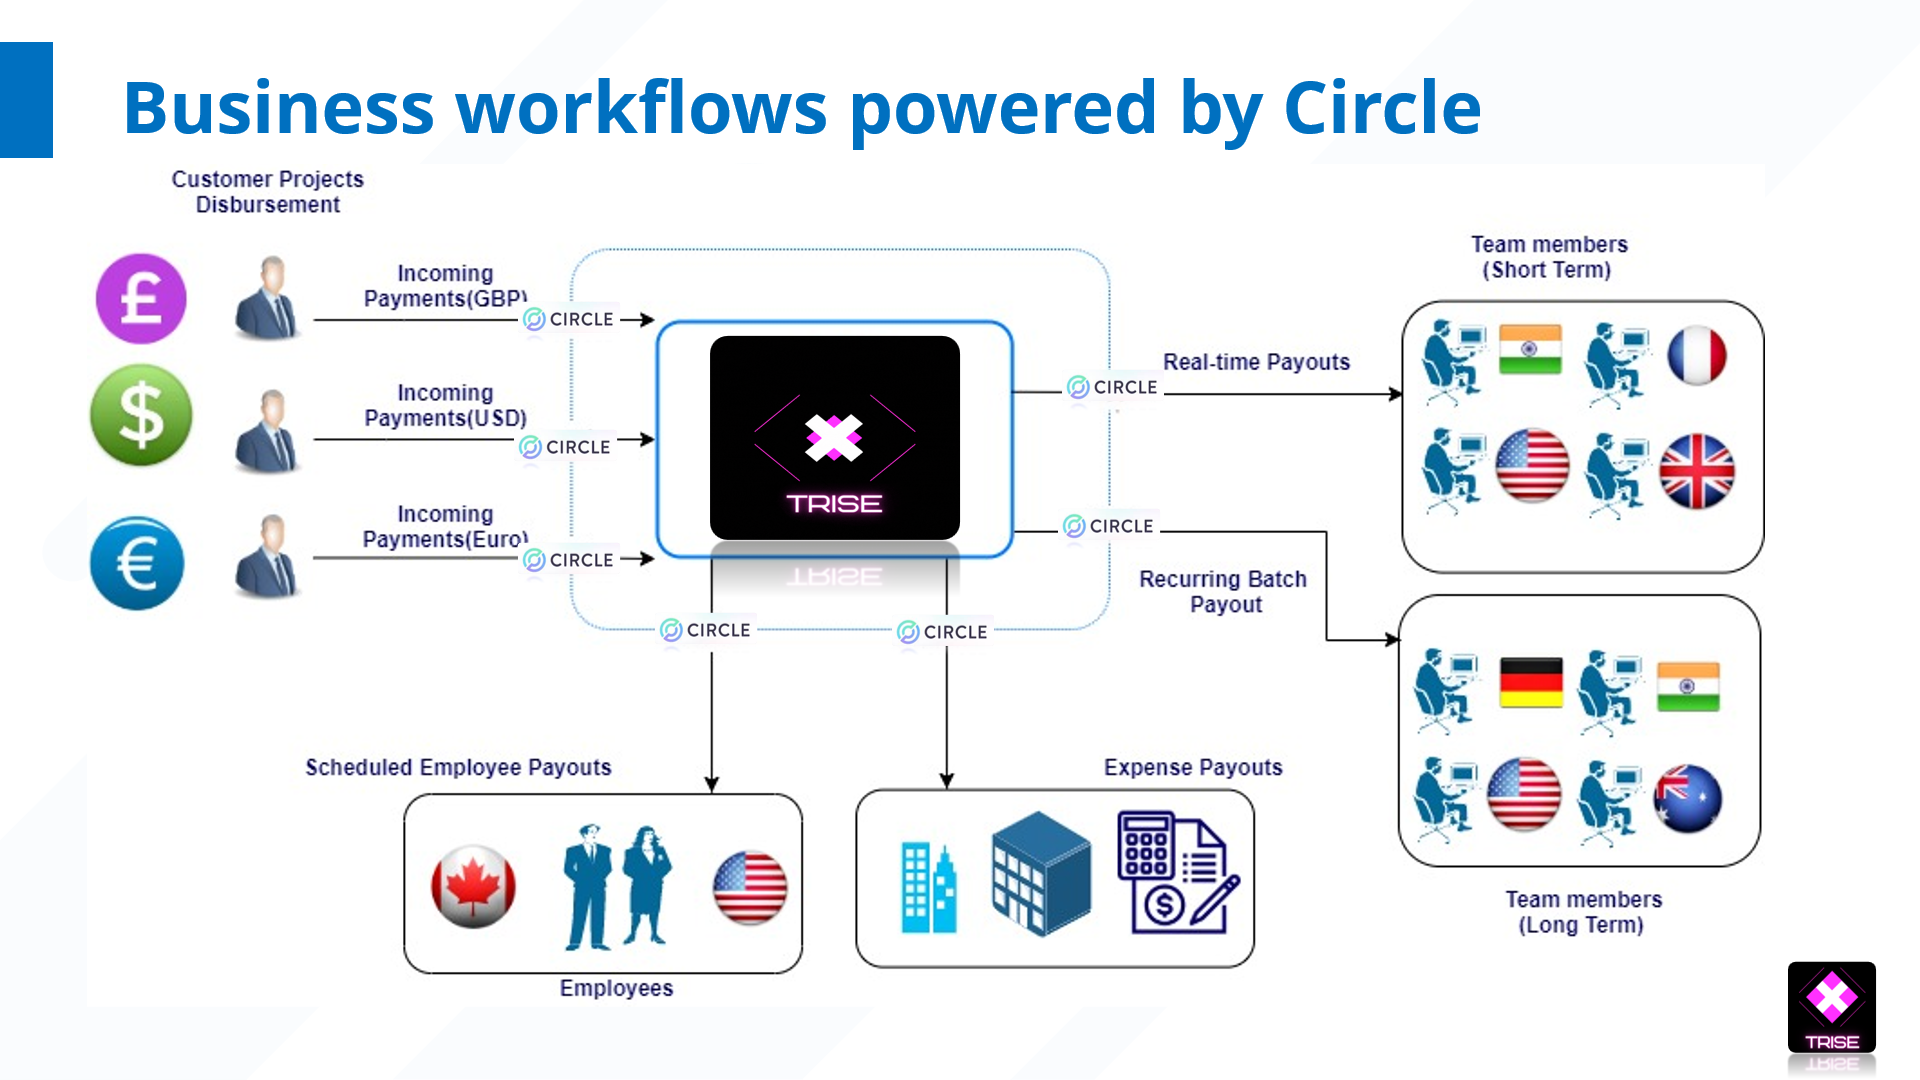 Business workflows powered by Circle
Customer Projects
Disbursement
Incoming
Payments(GBP)
CIRCLE
Incoming
Payments(USD)
CIRCLE
Incoming
Payments(Euro)
CIRCLE
TRISE
CIRCLE
Real-time Payouts
CIRCLE
Recurring Batch
Payout
CIRCLE
CIRCLE
Team members
(Short Term)
Scheduled Employee Payouts
Employees
Expense Payouts
Team members
(Long Term)
TRISE